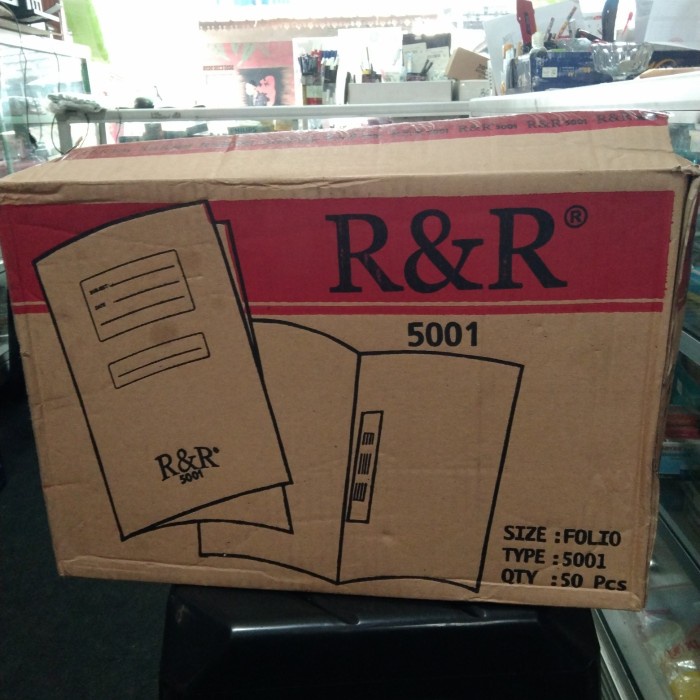 R&R 5001 R&R 5001 R&R
R&R®
5001
R&R®
5001
SIZE : FOLIO
TYPE : 5001
QTY : 50 Pcs